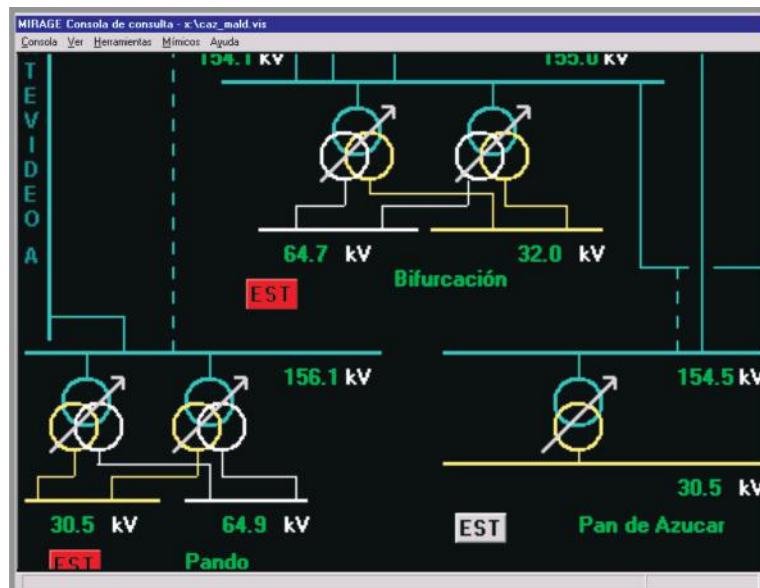 MIRAGE Consola de consulta - x:\caz_mald.vis
Consola Ver Herramientas Mímicos Ayuda
154.1 kV 155.0 kV
TEVIDEO A
64.7 kV 32.0 kV
Bifurcación
EST
156.1 kV 154.5 kV
30.5 kV
30.5 kV 64.9 kV EST Pan de Azucar
EST Pando